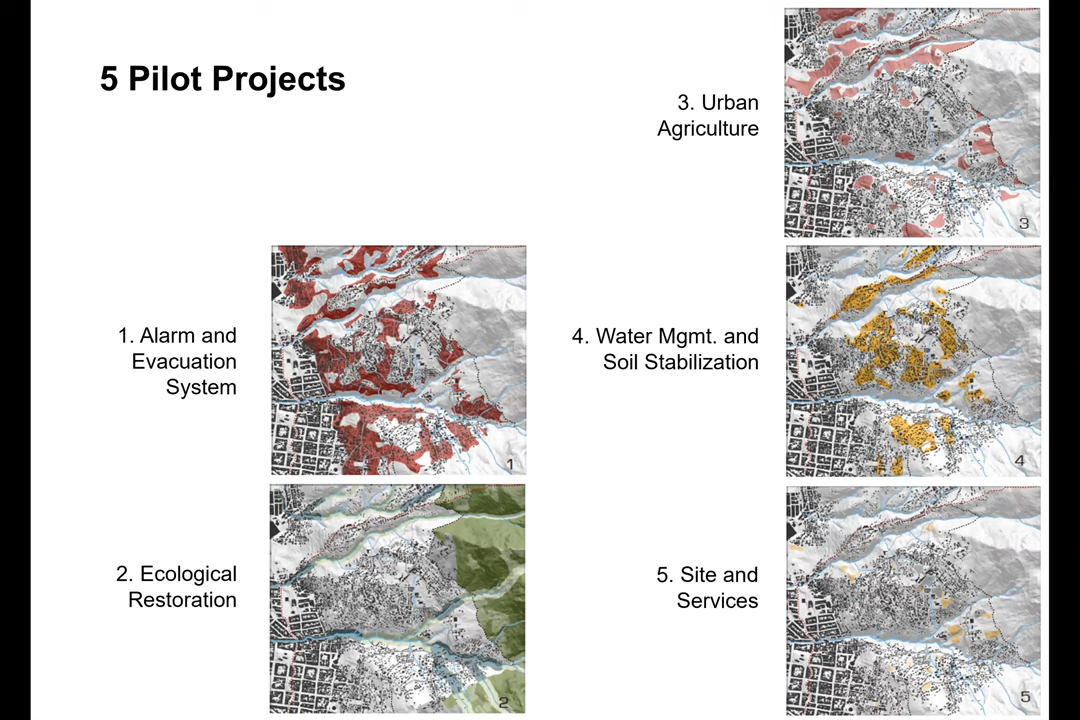 5 Pilot Projects
1. Alarm and
Evacuation
System
1
2. Ecological
Restoration
2
3. Urban
Agriculture
3
4. Water Mgmt. and
Soil Stabilization
4
5. Site and
Services
5